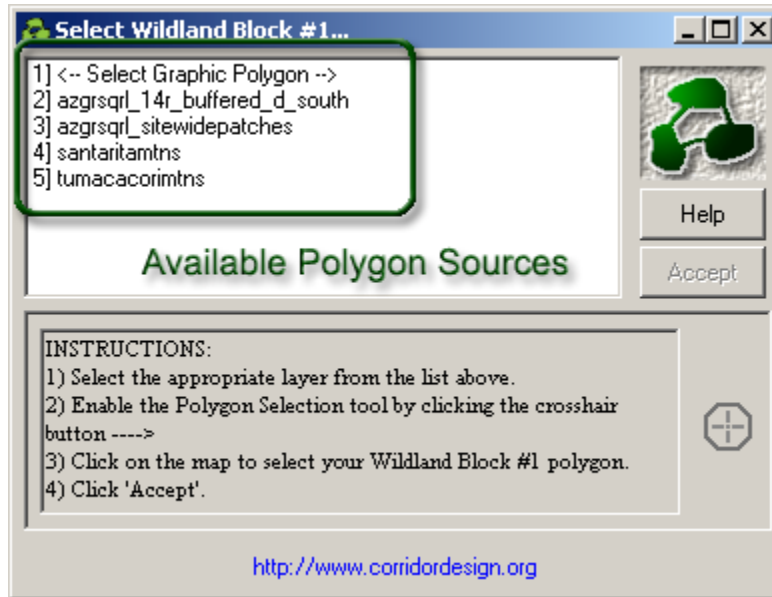 Select Wildland Block #1...
1] <-- Select Graphic Polygon -->
2] azgrsqrl_14r_buffered_d_south
3] azgrsqrl_sitewidepatches
4] santaritamtns
5] tumacacorimtns
Available Polygon Sources
Help
Accept
INSTRUCTIONS:
1) Select the appropriate layer from the list above.
2) Enable the Polygon Selection tool by clicking the crosshair
button ---->
3) Click on the map to select your Wildland Block #1 polygon.
4) Click 'Accept'.
http://www.corridordesign.org